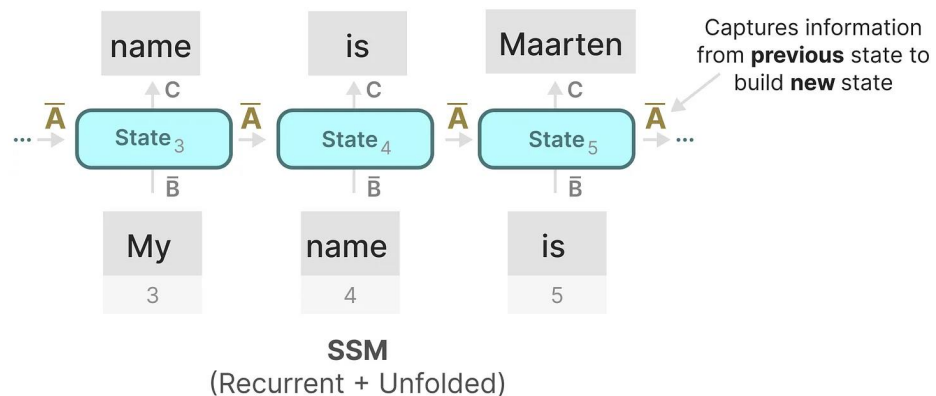 name is Maarten
Captures information
from previous state to
build new state
C C C
A̅ A̅ A̅ A̅
... State3 State4 State5 ...
B̅ B̅ B̅
My name is
3 4 5
SSM
(Recurrent + Unfolded)